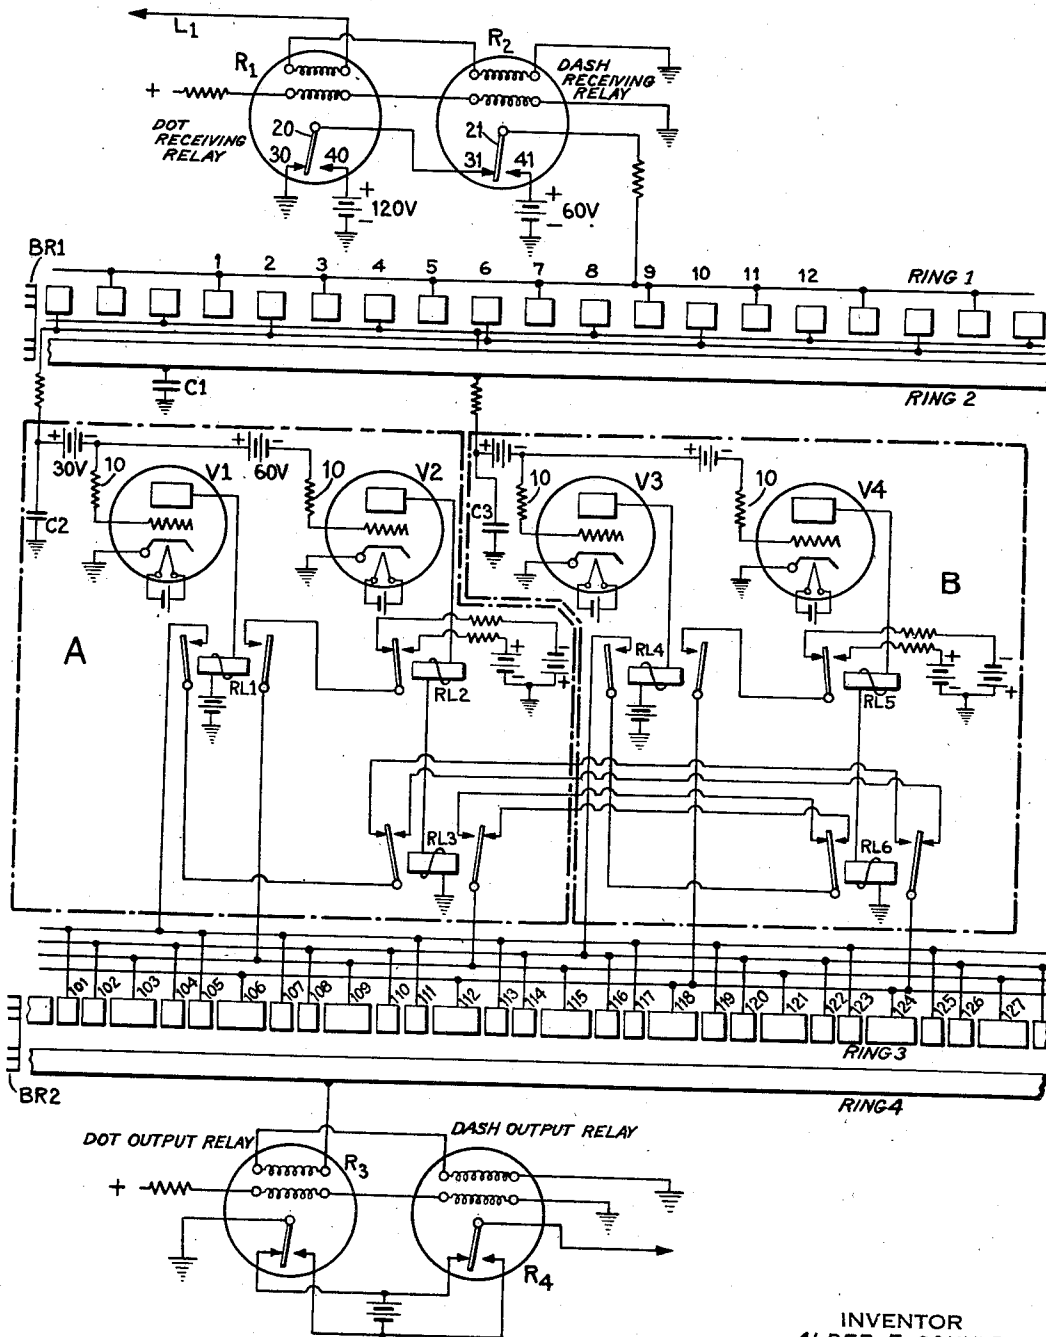 L1
R1
R2
DASH
RECEIVING
RELAY
+
DOT
RECEIVING
RELAY
20
30
40
21
31
41
+
120V
−
+
60V
−
BR1
1 2 3 4 5 6 7 8 9 10 11 12
RING 1
C1
RING 2
+ −
30V
10
V1
+ −
60V
10
V2
+ −
10
V3
+ −
10
V4
C2
C3
A
B
RL1
RL2
+
−
−
+
RL4
RL5
+
−
−
+
RL3
RL6
101 102 103 104 105 106 107 108 109 110 111 112 113 114 115 116 117 118 119 120 121 122 123 124 125 126 127
RING 3
BR2
RING 4
DOT OUTPUT RELAY
DASH OUTPUT RELAY
+
R3
R4
INVENTOR